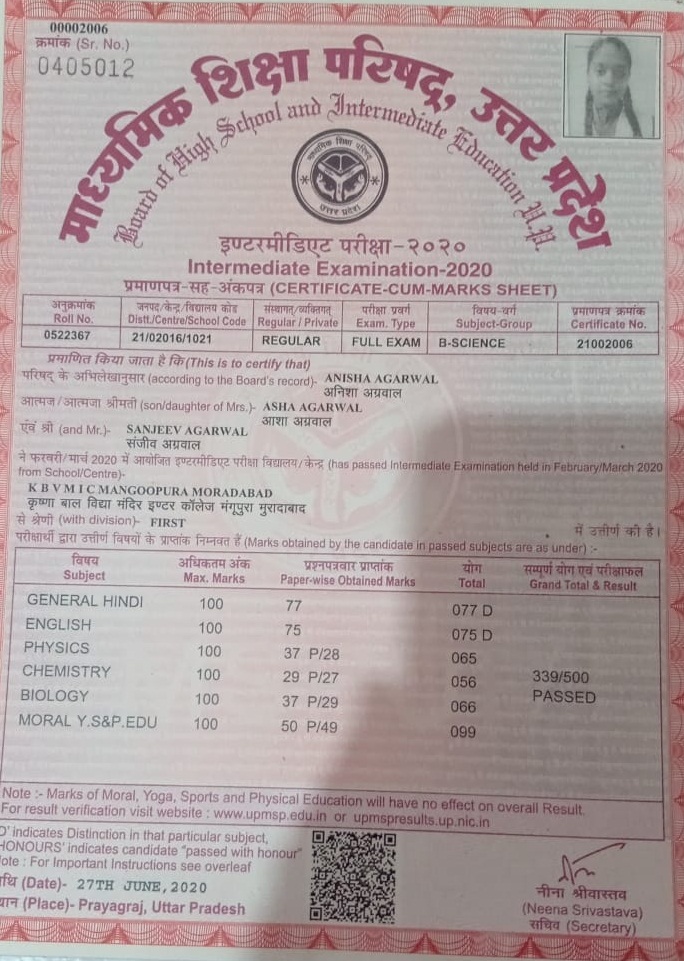 00002006
क्रमांक (Sr. No.)
0405012
माध्यमिक शिक्षा परिषद्, उत्तर प्रदेश
Board of High School and Intermediate Education U.P.
माध्यमिक शिक्षा परिषद्
उत्तर प्रदेश
इण्टरमीडिएट परीक्षा-२०२०
Intermediate Examination-2020
प्रमाणपत्र-सह-अंकपत्र (CERTIFICATE-CUM-MARKS SHEET)
अनुक्रमांक जनपद/केन्द्र/विद्यालय कोड संस्थागत/व्यक्तिगत परीक्षा प्रवर्ग विषय-वर्ग प्रमाणपत्र क्रमांक
Roll No. Distt./Centre/School Code Regular / Private Exam. Type Subject-Group Certificate No.
0522367 21/02016/1021 REGULAR FULL EXAM B-SCIENCE 21002006
प्रमाणित किया जाता है कि (This is to certify that)
परिषद् के अभिलेखानुसार (according to the Board's record)- ANISHA AGARWAL
अनिशा अग्रवाल
आत्मज/आत्मजा श्रीमती (son/daughter of Mrs.)- ASHA AGARWAL
आशा अग्रवाल
एवं श्री (and Mr.)- SANJEEV AGARWAL
संजीव अग्रवाल
ने फरवरी/मार्च 2020 में आयोजित इण्टरमीडिएट परीक्षा विद्यालय/केन्द्र (has passed Intermediate Examination held in February/March 2020
from School/Centre)-
K B V M I C MANGOOPURA MORADABAD
कृष्णा बाल विद्या मंदिर इण्टर कॉलेज मंगूपुरा मुरादाबाद
से श्रेणी (with division)- FIRST में उत्तीर्ण की है।
परीक्षार्थी द्वारा उत्तीर्ण विषयों के प्राप्तांक निम्नवत हैं (Marks obtained by the candidate in passed subjects are as under) :-
विषय अधिकतम अंक प्रश्नपत्रवार प्राप्तांक योग सम्पूर्ण योग एवं परीक्षाफल
Subject Max. Marks Paper-wise Obtained Marks Total Grand Total & Result
GENERAL HINDI 100 77 077 D
ENGLISH 100 75 075 D
PHYSICS 100 37 P/28 065
CHEMISTRY 100 29 P/27 056 339/500
BIOLOGY 100 37 P/29 066 PASSED
MORAL Y.S&P.EDU 100 50 P/49 099
Note :- Marks of Moral, Yoga, Sports and Physical Education will have no effect on overall Result.
For result verification visit website : www.upmsp.edu.in or upmspresults.up.nic.in
D' indicates Distinction in that particular subject,
HONOURS' indicates candidate "passed with honour"
ote : For Important Instructions see overleaf
थि (Date)- 27TH JUNE, 2020
थान (Place)- Prayagraj, Uttar Pradesh
नीना श्रीवास्तव
(Neena Srivastava)
सचिव (Secretary)